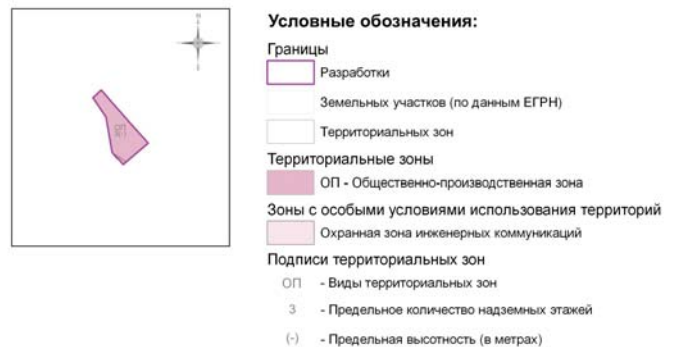 N
S
Условные обозначения:
Границы
Разработки
Земельных участков (по данным ЕГРН)
Территориальных зон
Территориальные зоны
ОП - Общественно-производственная зона
Зоны с особыми условиями использования территорий
Охранная зона инженерных коммуникаций
Подписи территориальных зон
ОП - Виды территориальных зон
3 - Предельное количество надземных этажей
(-) - Предельная высотность (в метрах)